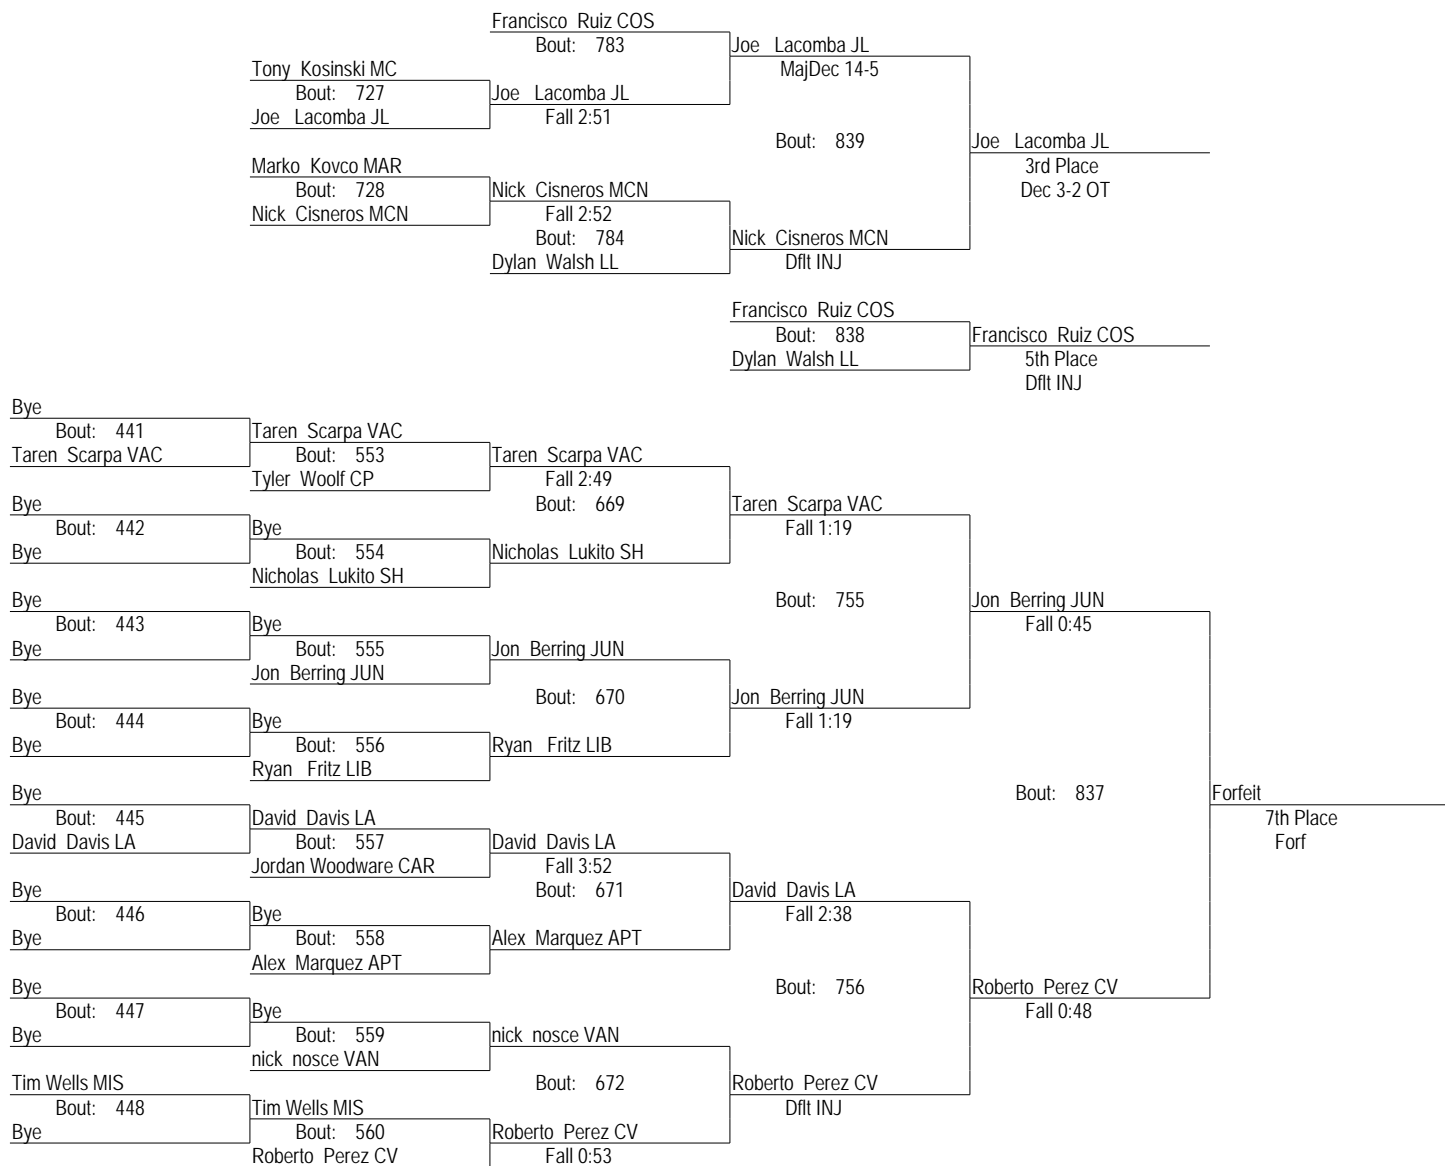 Francisco Ruiz COS
Bout: 783
Joe Lacomba JL
MajDec 14-5
Tony Kosinski MC
Bout: 727
Joe Lacomba JL
Joe Lacomba JL
Fall 2:51
Bout: 839
Joe Lacomba JL
3rd Place
Dec 3-2 OT
Marko Kovco MAR
Bout: 728
Nick Cisneros MCN
Nick Cisneros MCN
Fall 2:52
Bout: 784
Nick Cisneros MCN
Dflt INJ
Dylan Walsh LL
Francisco Ruiz COS
Bout: 838
Francisco Ruiz COS
Dylan Walsh LL
5th Place
Dflt INJ
Bye
Bout: 441
Taren Scarpa VAC
Taren Scarpa VAC
Bout: 553
Taren Scarpa VAC
Tyler Woolf CP
Fall 2:49
Bye
Bout: 669
Taren Scarpa VAC
Bout: 442
Bye
Fall 1:19
Bye
Bout: 554
Nicholas Lukito SH
Nicholas Lukito SH
Bye
Bout: 755
Jon Berring JUN
Bout: 443
Bye
Fall 0:45
Bye
Bout: 555
Jon Berring JUN
Jon Berring JUN
Bye
Bout: 670
Jon Berring JUN
Bout: 444
Bye
Fall 1:19
Bye
Bout: 556
Ryan Fritz LIB
Ryan Fritz LIB
Bye
Bout: 837
Forfeit
Bout: 445
David Davis LA
7th Place
David Davis LA
Bout: 557
David Davis LA
Forf
Jordan Woodware CAR
Fall 3:52
Bye
Bout: 671
David Davis LA
Bout: 446
Bye
Fall 2:38
Bye
Bout: 558
Alex Marquez APT
Alex Marquez APT
Bye
Bout: 756
Roberto Perez CV
Bout: 447
Bye
Fall 0:48
Bye
Bout: 559
nick nosce VAN
nick nosce VAN
Tim Wells MIS
Bout: 672
Roberto Perez CV
Bout: 448
Tim Wells MIS
Dflt INJ
Bye
Bout: 560
Roberto Perez CV
Roberto Perez CV
Fall 0:53